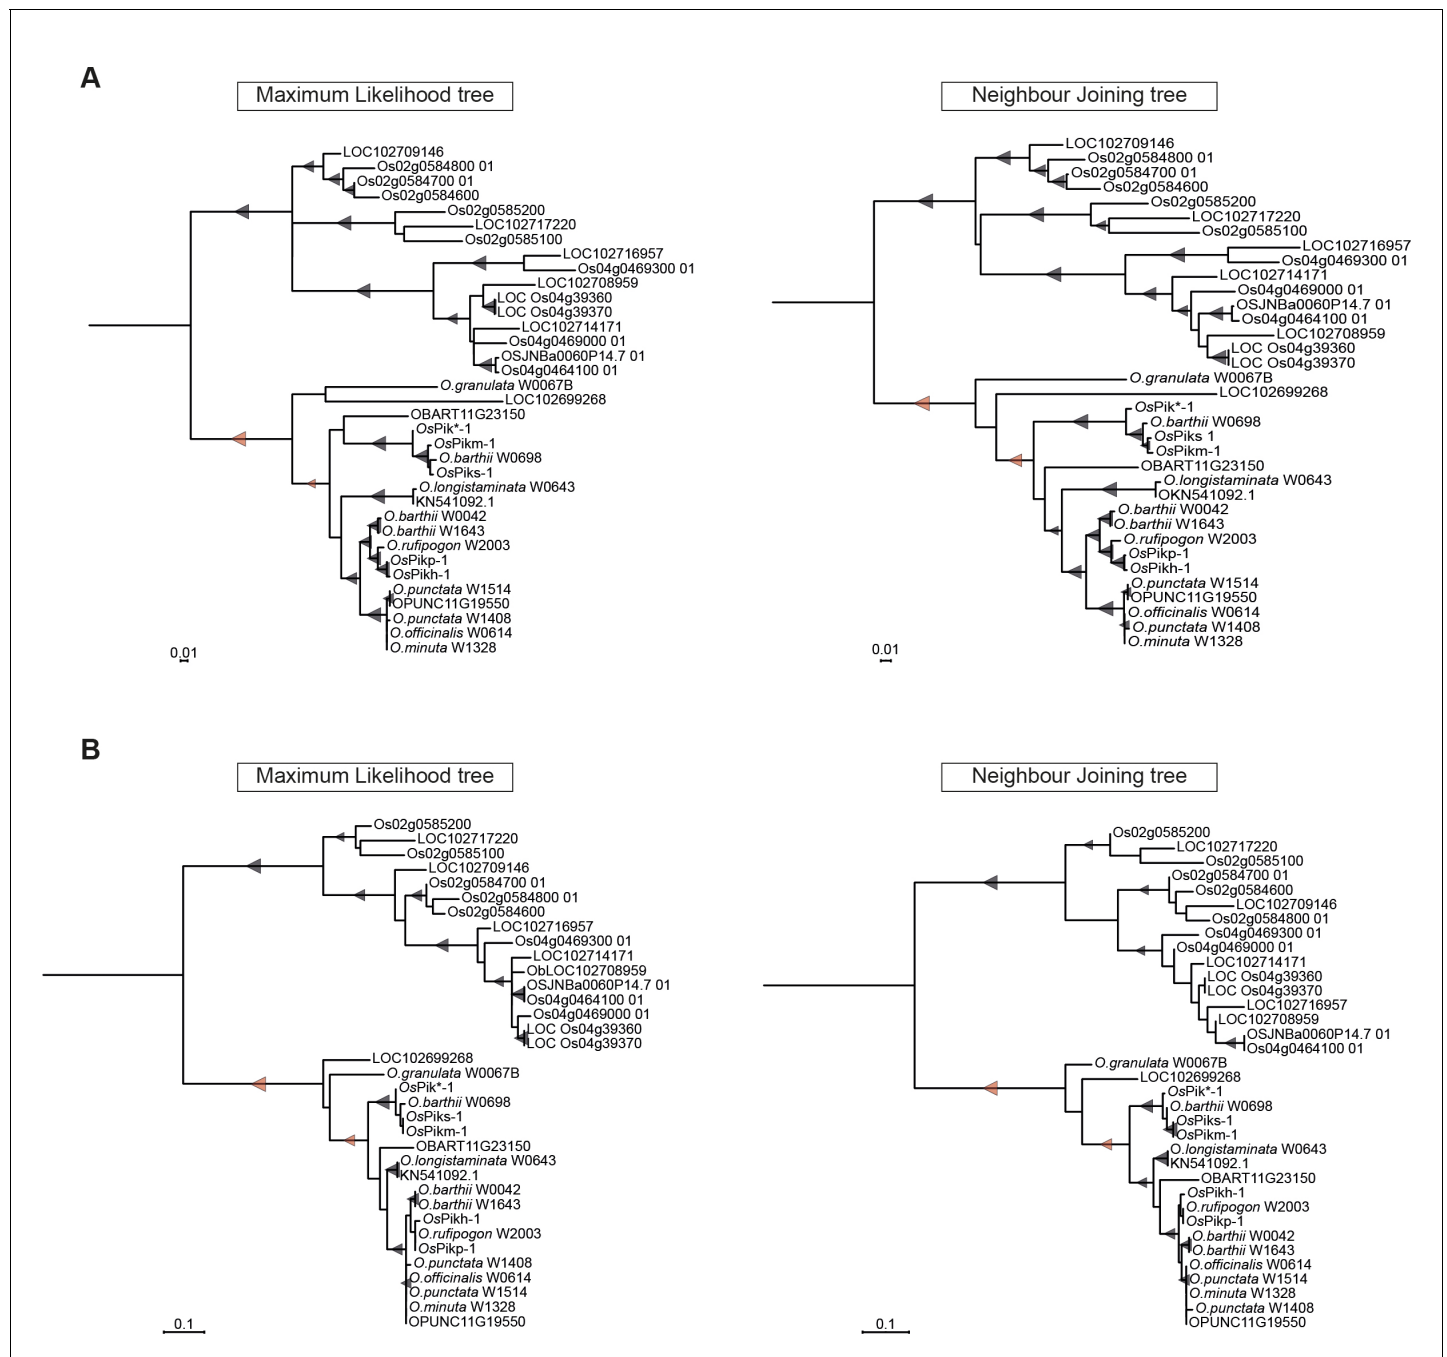 A
Maximum Likelihood tree
LOC102709146
Os02g0584800 01
Os02g0584700 01
Os02g0584600
Os02g0585200
LOC102717220
Os02g0585100
LOC102716957
Os04g0469300 01
LOC102708959
LOC Os04g39360
LOC Os04g39370
LOC102714171
Os04g0469000 01
OSJNBa0060P14.7 01
Os04g0464100 01
O.granulata W0067B
LOC102699268
OBART11G23150
OsPik*-1
OsPikm-1
O.barthii W0698
OsPiks-1
O.longistaminata W0643
KN541092.1
O.barthii W0042
O.barthii W1643
O.rufipogon W2003
OsPikp-1
OsPikh-1
O.punctata W1514
OPUNC11G19550
O.punctata W1408
O.officinalis W0614
O.minuta W1328
0.01
Neighbour Joining tree
LOC102709146
Os02g0584800 01
Os02g0584700 01
Os02g0584600
Os02g0585200
LOC102717220
Os02g0585100
LOC102716957
Os04g0469300 01
LOC102714171
Os04g0469000 01
OSJNBa0060P14.7 01
Os04g0464100 01
LOC102708959
LOC Os04g39360
LOC Os04g39370
O.granulata W0067B
LOC102699268
OsPik*-1
O.barthii W0698
OsPiks 1
OsPikm-1
OBART11G23150
O.longistaminata W0643
OKN541092.1
O.barthii W0042
O.barthii W1643
O.rufipogon W2003
OsPikp-1
OsPikh-1
O.punctata W1514
OPUNC11G19550
O.officinalis W0614
O.punctata W1408
O.minuta W1328
0.01
B
Maximum Likelihood tree
Os02g0585200
LOC102717220
Os02g0585100
LOC102709146
Os02g0584700 01
Os02g0584800 01
Os02g0584600
LOC102716957
Os04g0469300 01
LOC102714171
ObLOC102708959
OSJNBa0060P14.7 01
Os04g0464100 01
Os04g0469000 01
LOC Os04g39360
LOC Os04g39370
LOC102699268
O.granulata W0067B
OsPik*-1
O.barthii W0698
OsPiks-1
OsPikm-1
OBART11G23150
O.longistaminata W0643
KN541092.1
O.barthii W0042
O.barthii W1643
OsPikh-1
O.rufipogon W2003
OsPikp-1
O.punctata W1408
O.officinalis W0614
O.punctata W1514
O.minuta W1328
OPUNC11G19550
0.1
Neighbour Joining tree
Os02g0585200
LOC102717220
Os02g0585100
Os02g0584700 01
Os02g0584600
LOC102709146
Os02g0584800 01
Os04g0469300 01
Os04g0469000 01
LOC102714171
LOC Os04g39360
LOC Os04g39370
LOC102716957
LOC102708959
OSJNBa0060P14.7 01
Os04g0464100 01
O.granulata W0067B
LOC102699268
OsPik*-1
O.barthii W0698
OsPiks-1
OsPikm-1
O.longistaminata W0643
KN541092.1
OBART11G23150
OsPikh-1
O.rufipogon W2003
OsPikp-1
O.barthii W0042
O.barthii W1643
O.officinalis W0614
O.punctata W1514
O.minuta W1328
O.punctata W1408
OPUNC11G19550
0.1